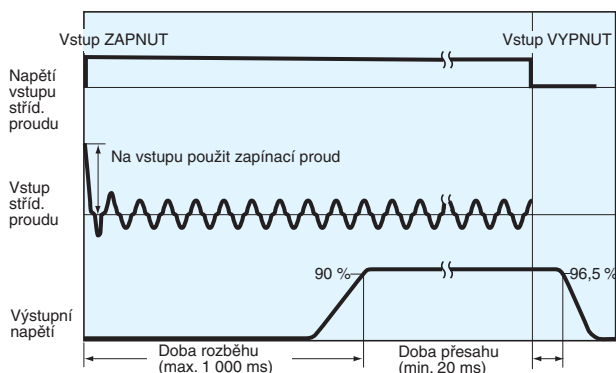 Vstup ZAPNUT
Vstup VYPNUT
Napětí
vstupu
stříd.
proudu
Na vstupu použit zapínací proud
Vstup
stříd.
proudu
90 %
96,5 %
Výstupní
napětí
Doba rozběhu
(max. 1 000 ms)
Doba přesahu
(min. 20 ms)